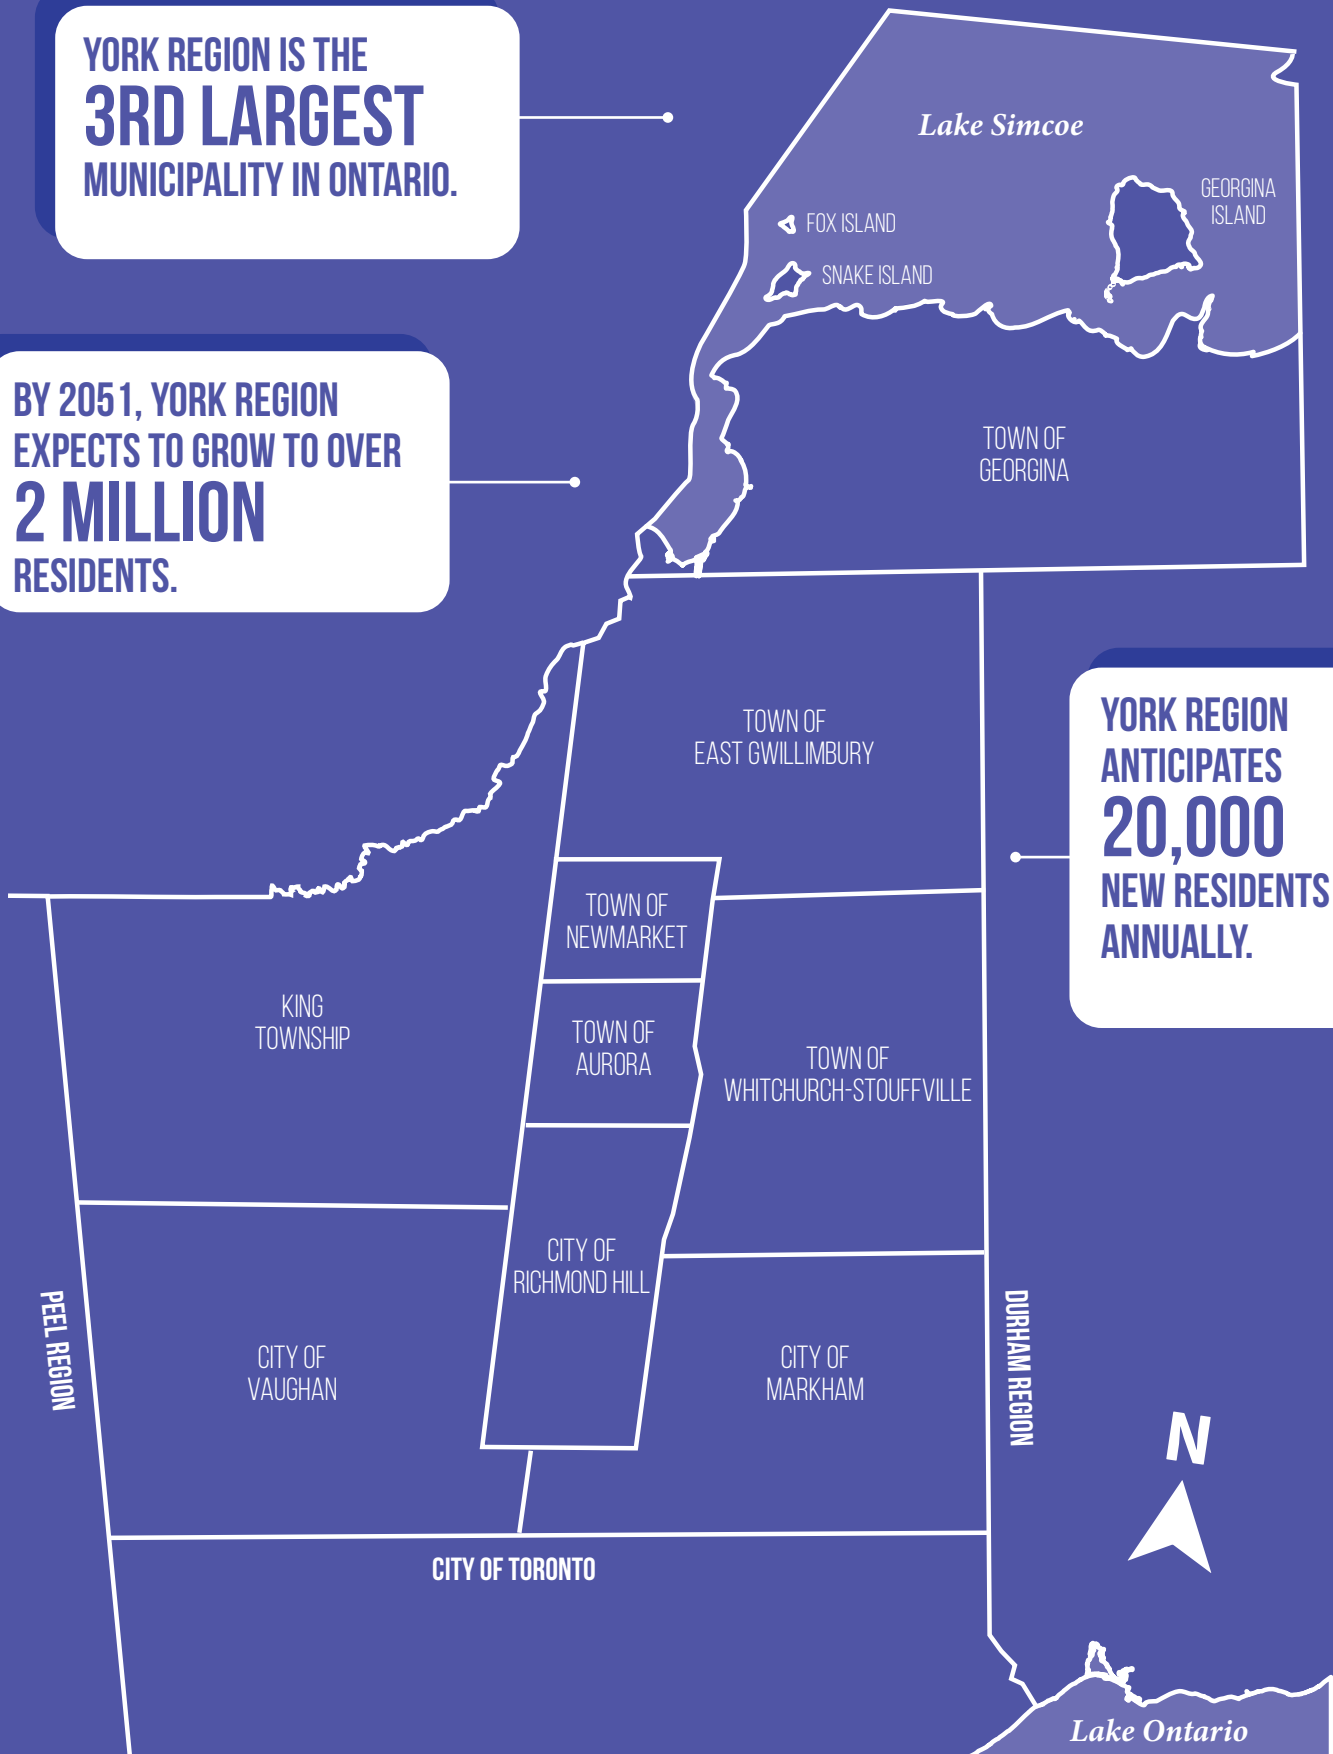 YORK REGION IS THE
3RD LARGEST
MUNICIPALITY IN ONTARIO.
Lake Simcoe
GEORGINA
ISLAND
FOX ISLAND
SNAKE ISLAND
BY 2051, YORK REGION
EXPECTS TO GROW TO OVER
2 MILLION
RESIDENTS.
TOWN OF
GEORGINA
TOWN OF
EAST GWILLIMBURY
YORK REGION
ANTICIPATES
20,000
NEW RESIDENTS
ANNUALLY.
TOWN OF
NEWMARKET
KING
TOWNSHIP
TOWN OF
AURORA
TOWN OF
WHITCHURCH-STOUFFVILLE
CITY OF
RICHMOND HILL
PEEL REGION
CITY OF
VAUGHAN
CITY OF
MARKHAM
DURHAM REGION
N
CITY OF TORONTO
Lake Ontario